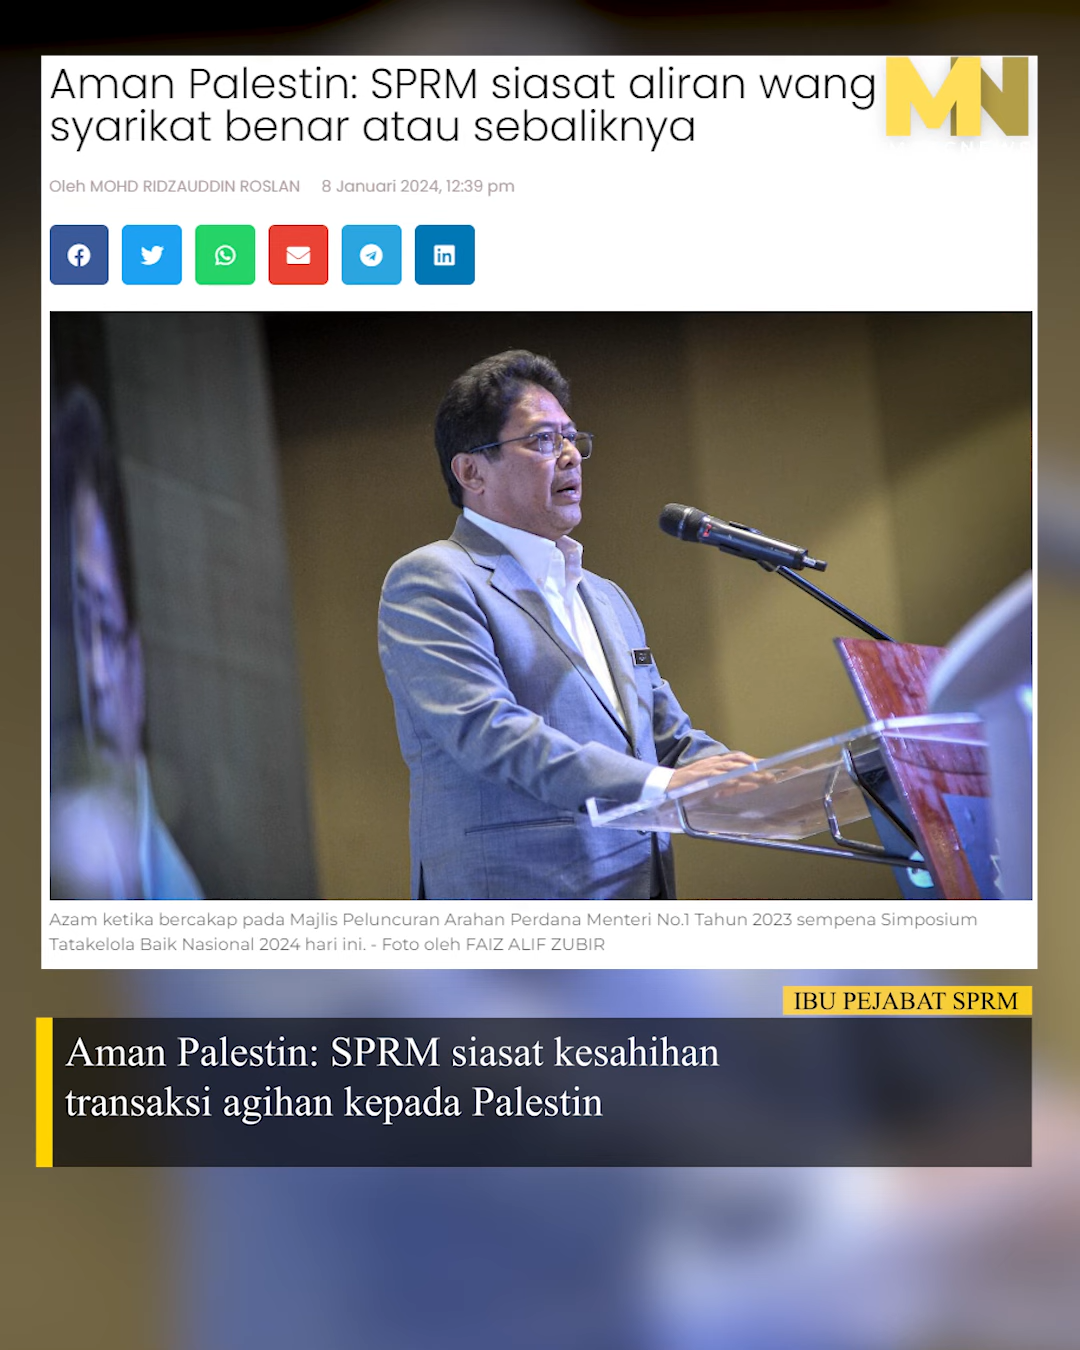 Aman Palestin: SPRM siasat aliran wang
syarikat benar atau sebaliknya
MN
Oleh MOHD RIDZAUDDIN ROSLAN 8 Januari 2024, 12:39 pm
Azam ketika bercakap pada Majlis Peluncuran Arahan Perdana Menteri No.1 Tahun 2023 sempena Simposium
Tatakelola Baik Nasional 2024 hari ini. - Foto oleh FAIZ ALIF ZUBIR
IBU PEJABAT SPRM
Aman Palestin: SPRM siasat kesahihan
transaksi agihan kepada Palestin